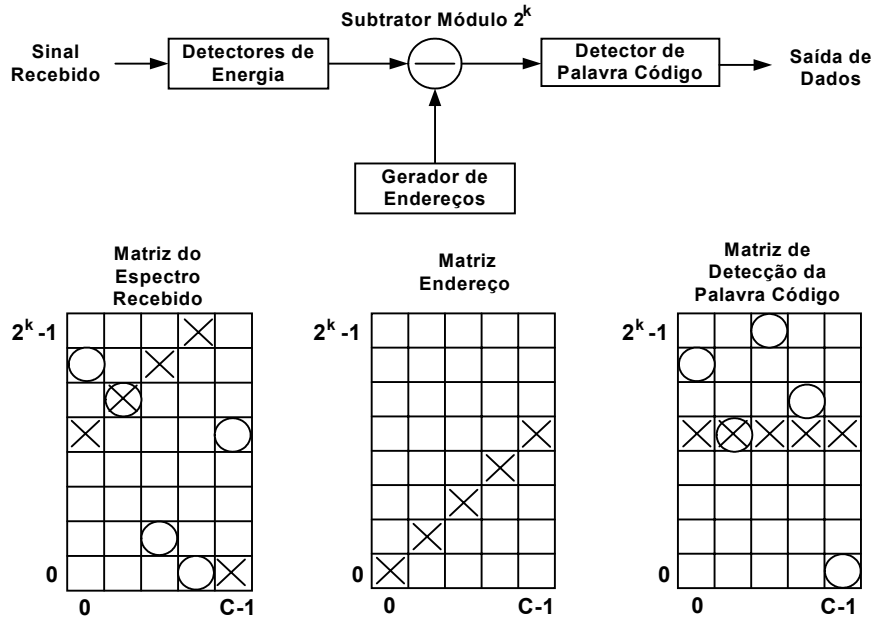 Subtrator Módulo 2^k
Sinal
Recebido
Detectores de
Energia
Detector de
Palavra Código
Saída de
Dados
Gerador de
Endereços
Matriz do
Espectro
Recebido
2^k -1
0
0
C-1
Matriz
Endereço
2^k -1
0
0
C-1
Matriz de
Detecção da
Palavra Código
2^k -1
0
0
C-1